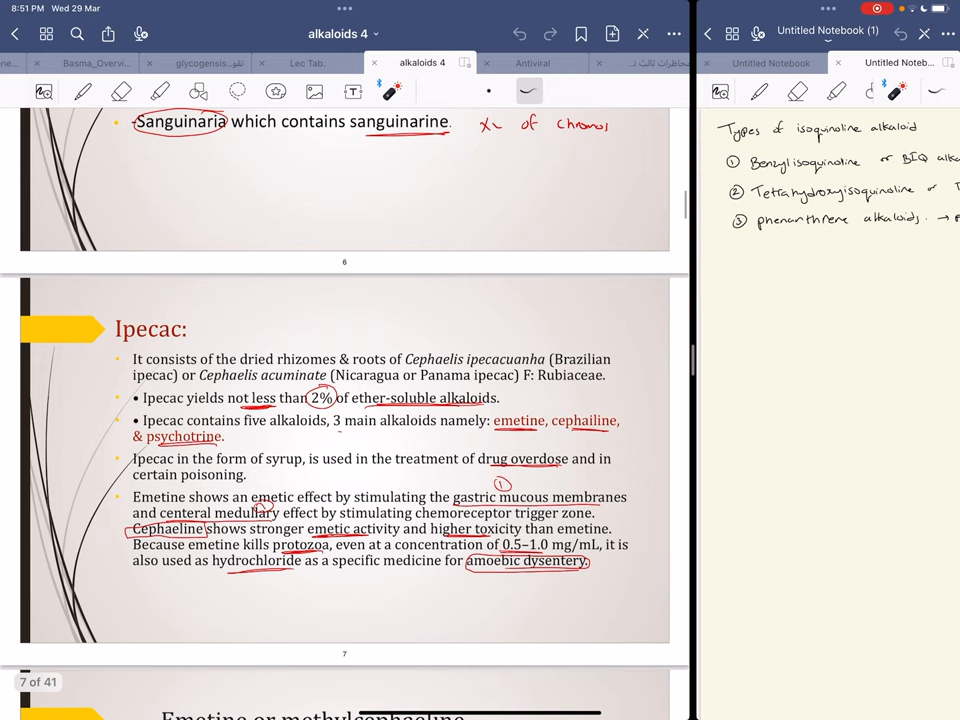 8:51 PM Wed 29 Mar
alkaloids 4
Untitled Notebook (1)
Basma_Overvi...
glycogensis...
Lec Tab.
alkaloids 4
Antiviral
Untitled Notebook
Untitled Noteb...
- Sanguinaria which contains sanguinarine.
of chromo
6
Ipecac:
It consists of the dried rhizomes & roots of Cephaelis ipecacuanha (Brazilian
ipecac) or Cephaelis acuminate (Nicaragua or Panama ipecac) F: Rubiaceae.
• Ipecac yields not less than 2% of ether-soluble alkaloids.
• Ipecac contains five alkaloids, 3 main alkaloids namely: emetine, cephailine,
& psychotrine.
Ipecac in the form of syrup, is used in the treatment of drug overdose and in
certain poisoning.
①
Emetine shows an emetic effect by stimulating the gastric mucous membranes
②
and centeral medullary effect by stimulating chemoreceptor trigger zone.
Cephaeline shows stronger emetic activity and higher toxicity than emetine.
Because emetine kills protozoa, even at a concentration of 0.5–1.0 mg/mL, it is
also used as hydrochloride as a specific medicine for amoebic dysentery.
7
7 of 41
Emetine or methylcephaeline
Types of isoquinoline alkaloid
① Benzylisoquinoline or BIQ alka
② Tetrahydroxyisoquinoline or T
③ phenanthrene alkaloids. →